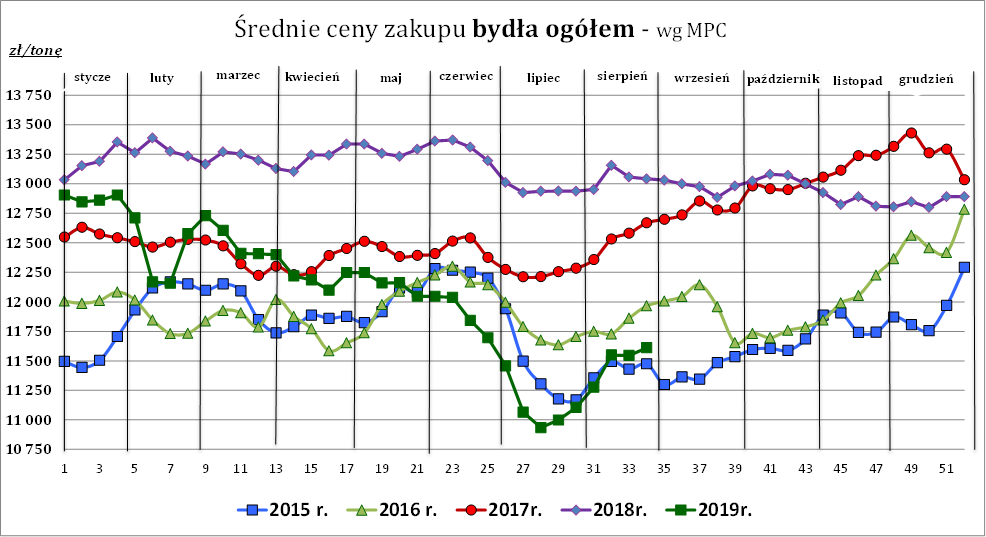 Średnie ceny zakupu bydła ogółem - wg MPC
zł/tonę
stycze luty marzec kwiecień maj czerwiec lipiec sierpień wrzesień październik listopad grudzień
13 750
13 500
13 250
13 000
12 750
12 500
12 250
12 000
11 750
11 500
11 250
11 000
10 750
1 3 5 7 9 11 13 15 17 19 21 23 25 27 29 31 33 35 37 39 41 43 45 47 49 51
2015 r. 2016 r. 2017r. 2018r. 2019r.